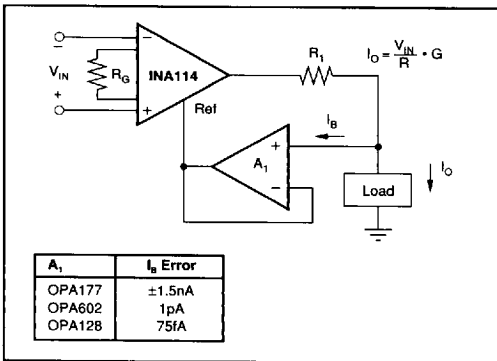 −
V_IN
+
R_G
−
INA114
+
Ref
R_1
I_O = V_IN / R • G
I_B
+
A_1
−
Load
I_O
A_1 I_B Error
OPA177 ±1.5nA
OPA602 1pA
OPA128 75fA